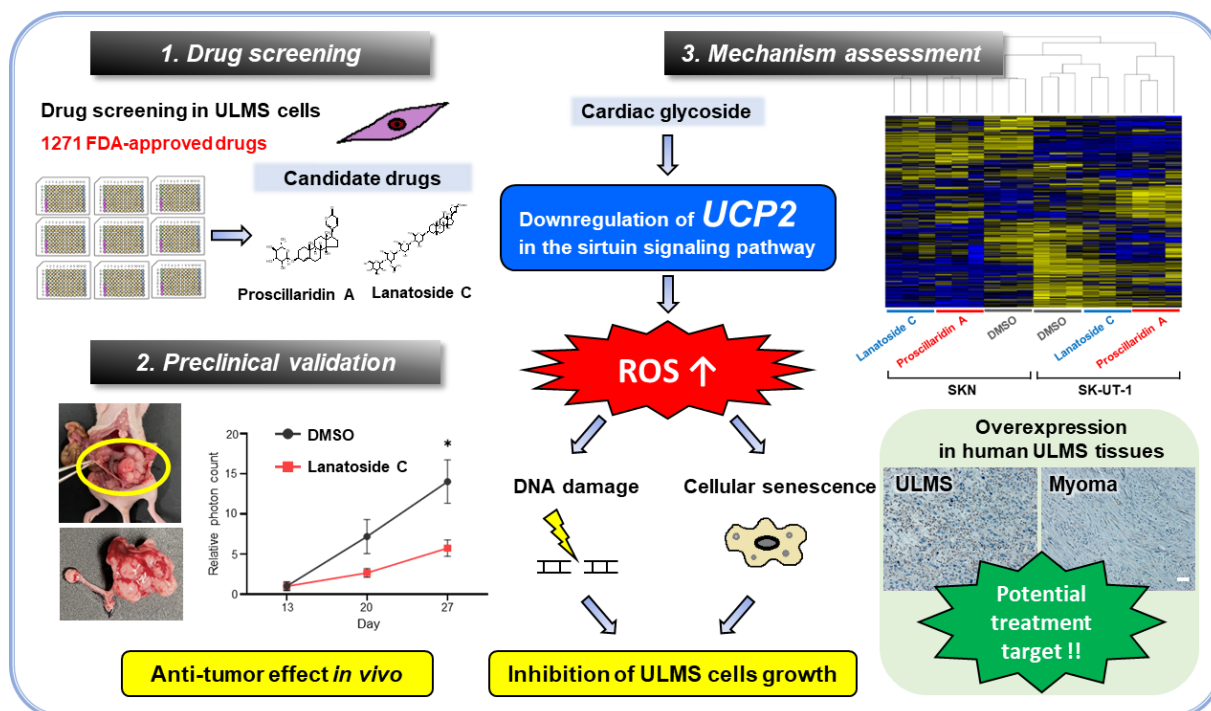 1. Drug screening
Drug screening in ULMS cells
1271 FDA-approved drugs
Candidate drugs
Proscillaridin A
Lanatoside C
2. Preclinical validation
20
15
10
5
0
Relative photon count
DMSO
Lanatoside C
*
13
20
27
Day
Anti-tumor effect in vivo
3. Mechanism assessment
Cardiac glycoside
Downregulation of UCP2
in the sirtuin signaling pathway
ROS ↑
DNA damage
Cellular senescence
Inhibition of ULMS cells growth
Lanatoside C
Proscillaridin A
DMSO
DMSO
Lanatoside C
Proscillaridin A
SKN
SK-UT-1
Overexpression
in human ULMS tissues
ULMS
Myoma
Potential
treatment
target !!